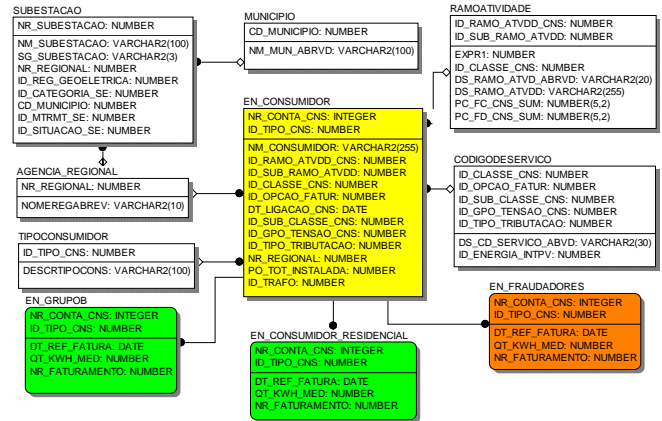 SUBESTACAO
NR_SUBESTACAO: NUMBER
NM_SUBESTACAO: VARCHAR2(100)
SG_SUBESTACAO: VARCHAR2(3)
NR_REGIONAL: NUMBER
ID_REG_GEOELETRICA: NUMBER
ID_CATEGORIA_SE: NUMBER
CD_MUNICIPIO: NUMBER
ID_MTRMT_SE: NUMBER
ID_SITUACAO_SE: NUMBER
MUNICIPIO
CD_MUNICIPIO: NUMBER
NM_MUN_ABRVD: VARCHAR2(100)
RAMOATIVIDADE
ID_RAMO_ATVDD_CNS: NUMBER
ID_SUB_RAMO_ATVDD: NUMBER
EXPR1: NUMBER
ID_CLASSE_CNS: NUMBER
DS_RAMO_ATVD_ABRVD: VARCHAR2(20)
DS_RAMO_ATVDD: VARCHAR2(255)
PC_FC_CNS_SUM: NUMBER(5,2)
PC_FD_CNS_SUM: NUMBER(5,2)
EN_CONSUMIDOR
NR_CONTA_CNS: INTEGER
ID_TIPO_CNS: NUMBER
NM_CONSUMIDOR: VARCHAR2(255)
ID_RAMO_ATVDD_CNS: NUMBER
ID_SUB_RAMO_ATVDD: NUMBER
ID_CLASSE_CNS: NUMBER
ID_OPCAO_FATUR: NUMBER
DT_LIGACAO_CNS: DATE
ID_SUB_CLASSE_CNS: NUMBER
ID_GPO_TENSAO_CNS: NUMBER
ID_TIPO_TRIBUTACAO: NUMBER
NR_REGIONAL: NUMBER
PO_TOT_INSTALADA: NUMBER
ID_TRAFO: NUMBER
AGENCIA_REGIONAL
NR_REGIONAL: NUMBER
NOMEREGABREV: VARCHAR2(10)
CODIGODESERVICO
ID_CLASSE_CNS: NUMBER
ID_OPCAO_FATUR: NUMBER
ID_SUB_CLASSE_CNS: NUMBER
ID_GPO_TENSAO_CNS: NUMBER
ID_TIPO_TRIBUTACAO: NUMBER
DS_CD_SERVICO_ABVD: VARCHAR2(30)
ID_ENERGIA_INTPV: NUMBER
TIPOCONSUMIDOR
ID_TIPO_CNS: NUMBER
DESCRTIPOCONS: VARCHAR2(100)
EN_GRUPOB
NR_CONTA_CNS: INTEGER
ID_TIPO_CNS: NUMBER
DT_REF_FATURA: DATE
QT_KWH_MED: NUMBER
NR_FATURAMENTO: NUMBER
EN_CONSUMIDOR_RESIDENCIAL
NR_CONTA_CNS: INTEGER
ID_TIPO_CNS: NUMBER
DT_REF_FATURA: DATE
QT_KWH_MED: NUMBER
NR_FATURAMENTO: NUMBER
EN_FRAUDADORES
NR_CONTA_CNS: INTEGER
ID_TIPO_CNS: NUMBER
DT_REF_FATURA: DATE
QT_KWH_MED: NUMBER
NR_FATURAMENTO: NUMBER